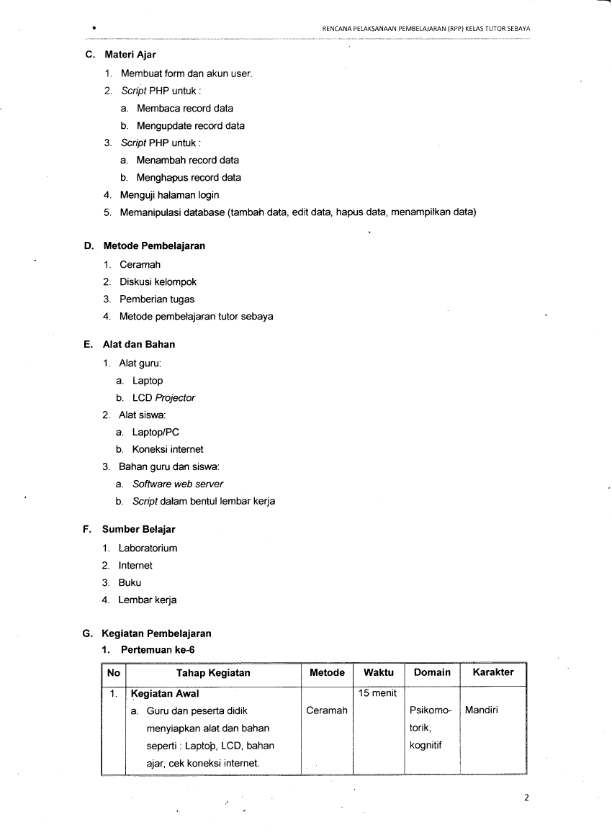 RENCANA PELAKSANAAN PEMBELAJARAN (RPP) KELAS TUTOR SEBAYA
C. Materi Ajar
1. Membuat form dan akun user.
2. Script PHP untuk :
a. Membaca record data
b. Mengupdate record data
3. Script PHP untuk :
a. Menambah record data
b. Menghapus record data
4. Menguji halaman login
5. Memanipulasi database (tambah data, edit data, hapus data, menampilkan data)
D. Metode Pembelajaran
1. Ceramah
2. Diskusi kelompok
3. Pemberian tugas
4. Metode pembelajaran tutor sebaya
E. Alat dan Bahan
1. Alat guru:
a. Laptop
b. LCD Projector
2. Alat siswa:
a. Laptop/PC
b. Koneksi internet
3. Bahan guru dan siswa:
a. Software web server
b. Script dalam bentul lembar kerja
F. Sumber Belajar
1. Laboratorium
2. Internet
3. Buku
4. Lembar kerja
G. Kegiatan Pembelajaran
1. Pertemuan ke-6
No Tahap Kegiatan Metode Waktu Domain Karakter
1. Kegiatan Awal 15 menit
a. Guru dan peserta didik Ceramah Psikomo- Mandiri
menyiapkan alat dan bahan torik,
seperti : Laptop, LCD, bahan kognitif
ajar, cek koneksi internet.
2